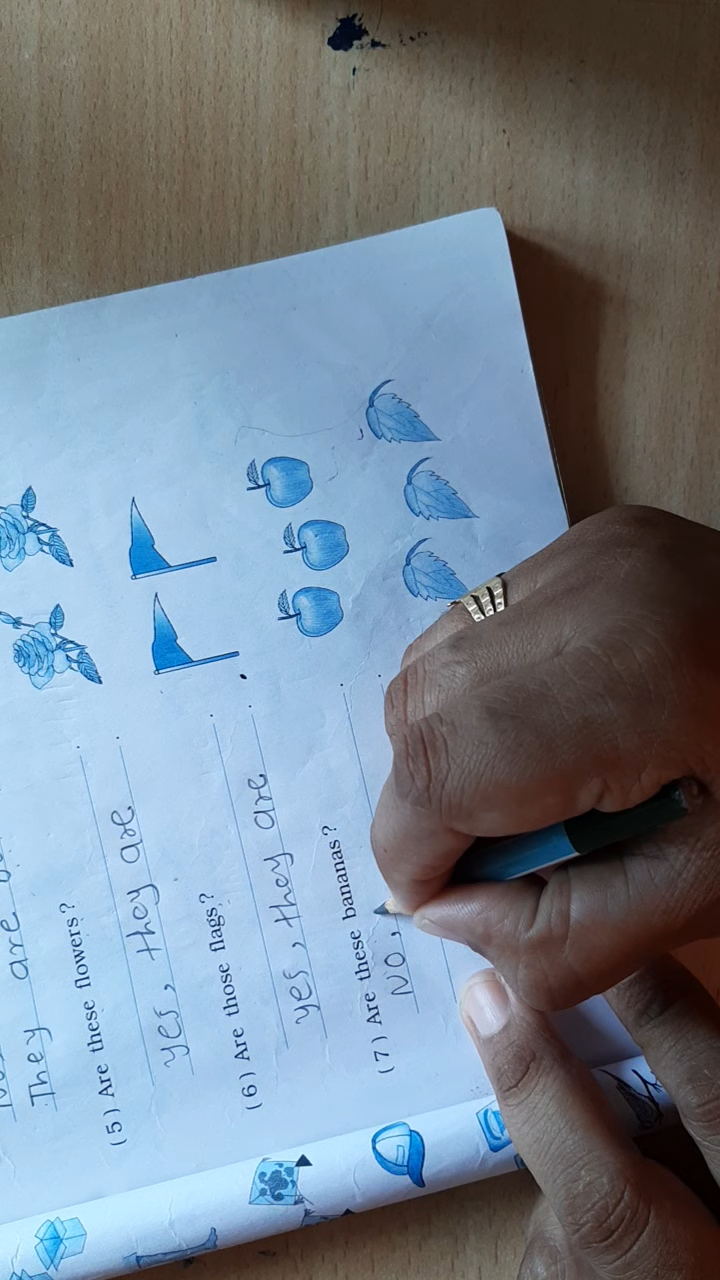 They are
(5) Are these flowers?
yes, they are
(6) Are those flags?
yes, they are
(7) Are these bananas?
No,